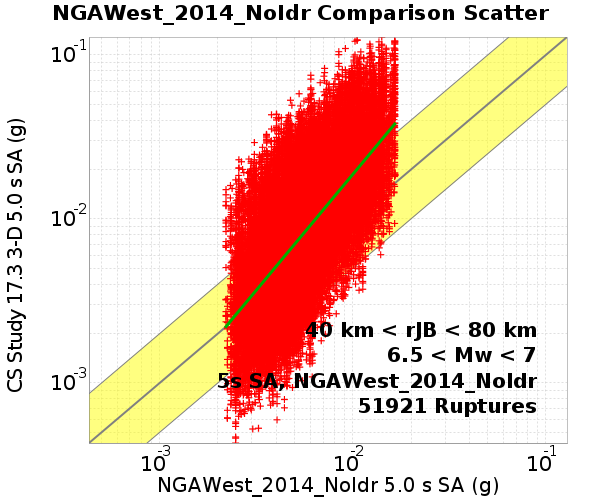 NGAWest_2014_NoIdr Comparison Scatter
CS Study 17.3 3-D 5.0 s SA (g)
10-1
10-2
10-3
40 km < rJB < 80 km
6.5 < Mw < 7
5s SA, NGAWest_2014_NoIdr
51921 Ruptures
10-3 10-2 10-1
NGAWest_2014_NoIdr 5.0 s SA (g)